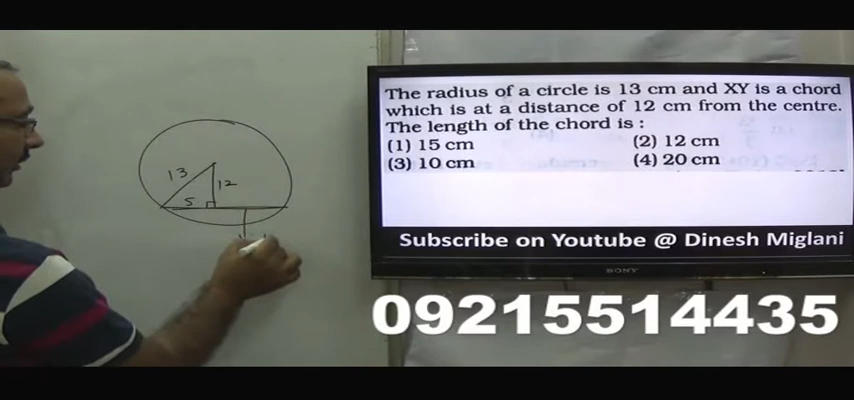 The radius of a circle is 13 cm and XY is a chord
which is at a distance of 12 cm from the centre.
The length of the chord is :
(1) 15 cm (2) 12 cm
(3) 10 cm (4) 20 cm
Subscribe on Youtube @ Dinesh Miglani
SONY
09215514435
13
12
5